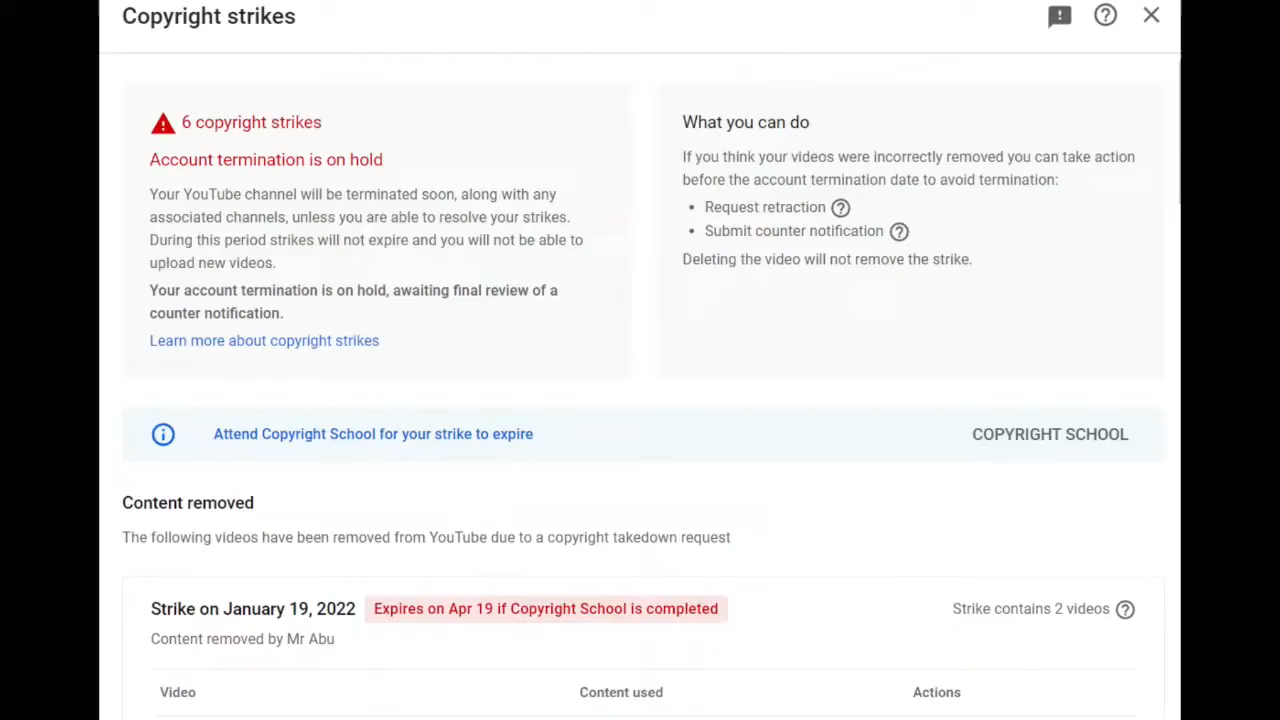 Copyright strikes
6 copyright strikes
Account termination is on hold
Your YouTube channel will be terminated soon, along with any
associated channels, unless you are able to resolve your strikes.
During this period strikes will not expire and you will not be able to
upload new videos.
Your account termination is on hold, awaiting final review of a
counter notification.
Learn more about copyright strikes
What you can do
If you think your videos were incorrectly removed you can take action
before the account termination date to avoid termination:
• Request retraction
• Submit counter notification
Deleting the video will not remove the strike.
Attend Copyright School for your strike to expire
COPYRIGHT SCHOOL
Content removed
The following videos have been removed from YouTube due to a copyright takedown request
Strike on January 19, 2022 Expires on Apr 19 if Copyright School is completed
Strike contains 2 videos
Content removed by Mr Abu
Video Content used Actions